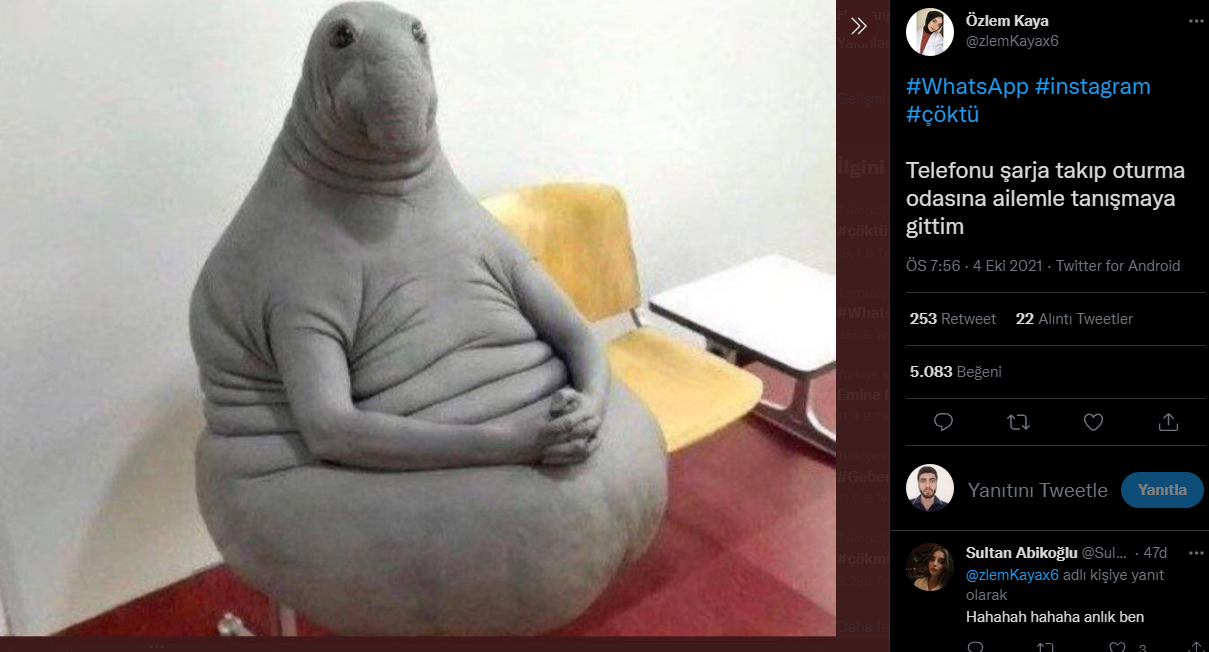 Özlem Kaya
@zlemKayax6
#WhatsApp #instagram
#çöktü
Telefonu şarja takıp oturma
odasına ailemle tanışmaya
gittim
ÖS 7:56 · 4 Eki 2021 · Twitter for Android
253 Retweet 22 Alıntı Tweetler
5.083 Beğeni
Yanıtını Tweetle
Yanıtla
Sultan Abikoğlu @Sul... · 47d
@zlemKayax6 adlı kişiye yanıt
olarak
Hahahah hahaha anlık ben
3